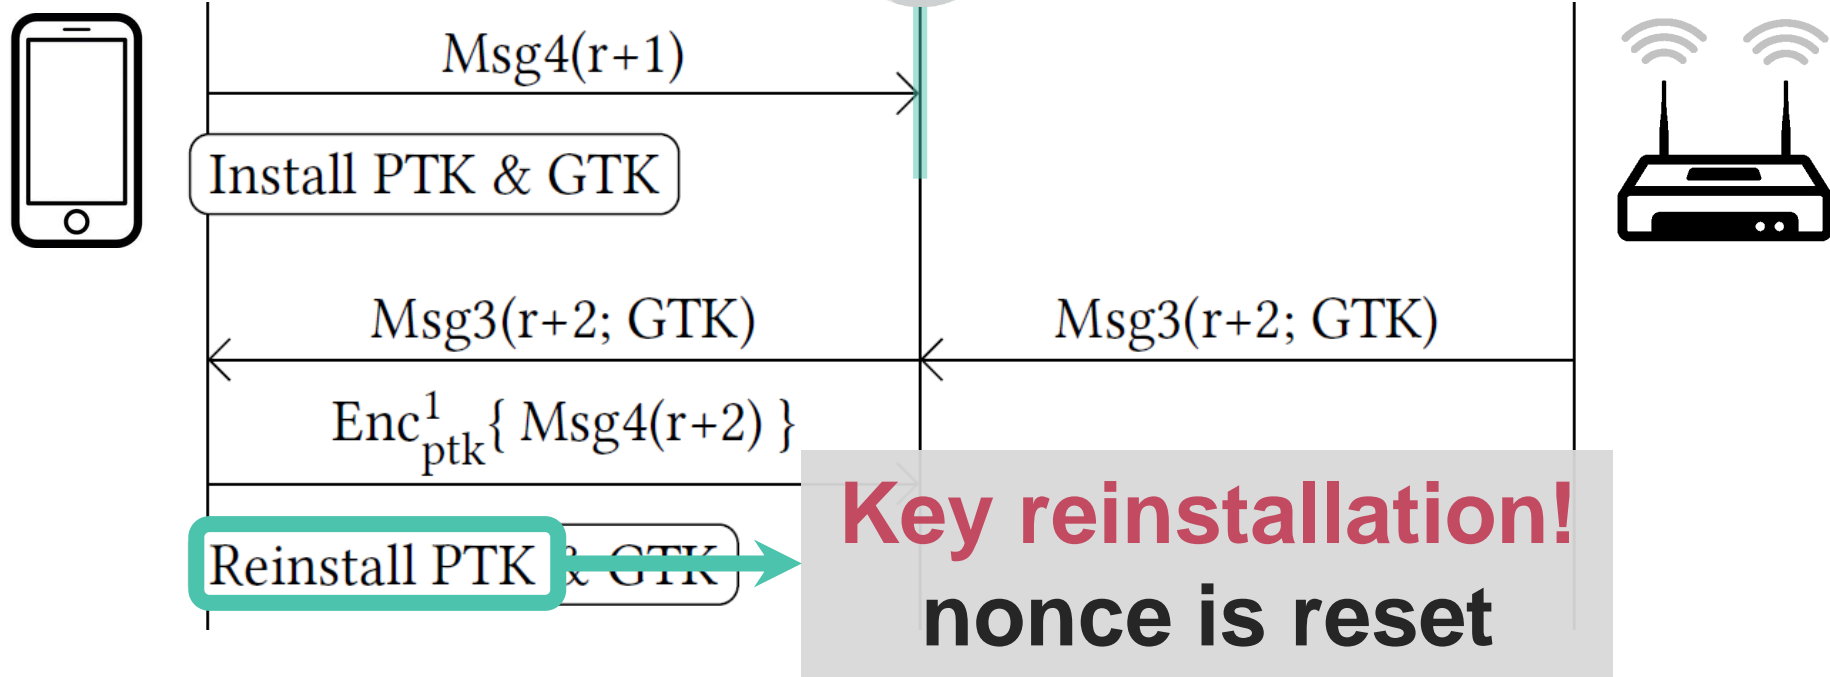 Msg4(r+1)
Install PTK & GTK
Msg3(r+2; GTK) Msg3(r+2; GTK)
Enc¹ptk{ Msg4(r+2) }
Key reinstallation!
Reinstall PTK & GTK
nonce is reset